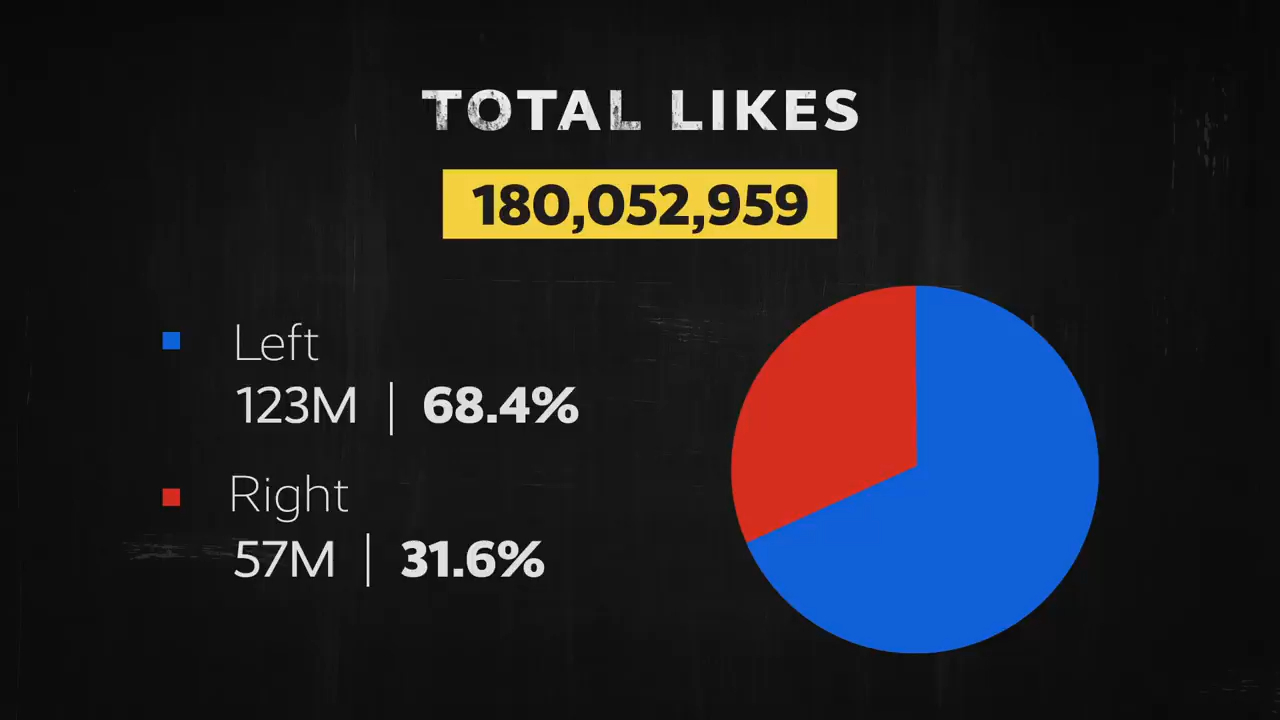 TOTAL LIKES
180,052,959
Left
123M | 68.4%
Right
57M | 31.6%